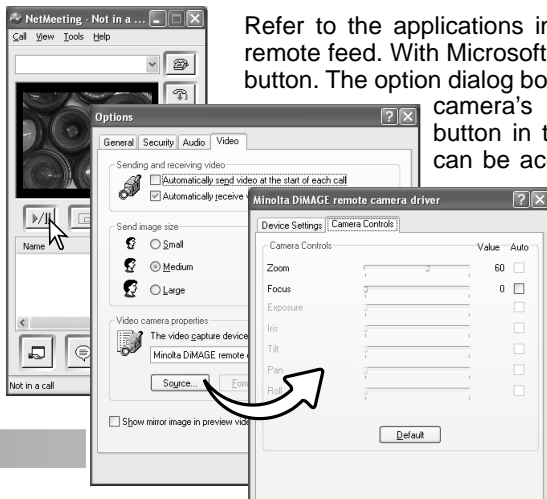 NetMeeting - Not in a ...
Call View Tools Help
Refer to the applications in
remote feed. With Microsoft
button. The option dialog bo
camera's
button in t
can be ac
Options
General Security Audio Video
Sending and receiving video
Automatically send video at the start of each call
Automatically receive
Send image size
Small
Medium
Large
Video camera properties
The video capture device
Minolta DiMAGE remote
Source...
Show mirror image in preview vide
Name
Not in a call
Minolta DiMAGE remote camera driver
Device Settings Camera Controls
Camera Controls Value Auto
Zoom 60
Focus 0
Exposure
Iris
Tilt
Pan
Roll
Default